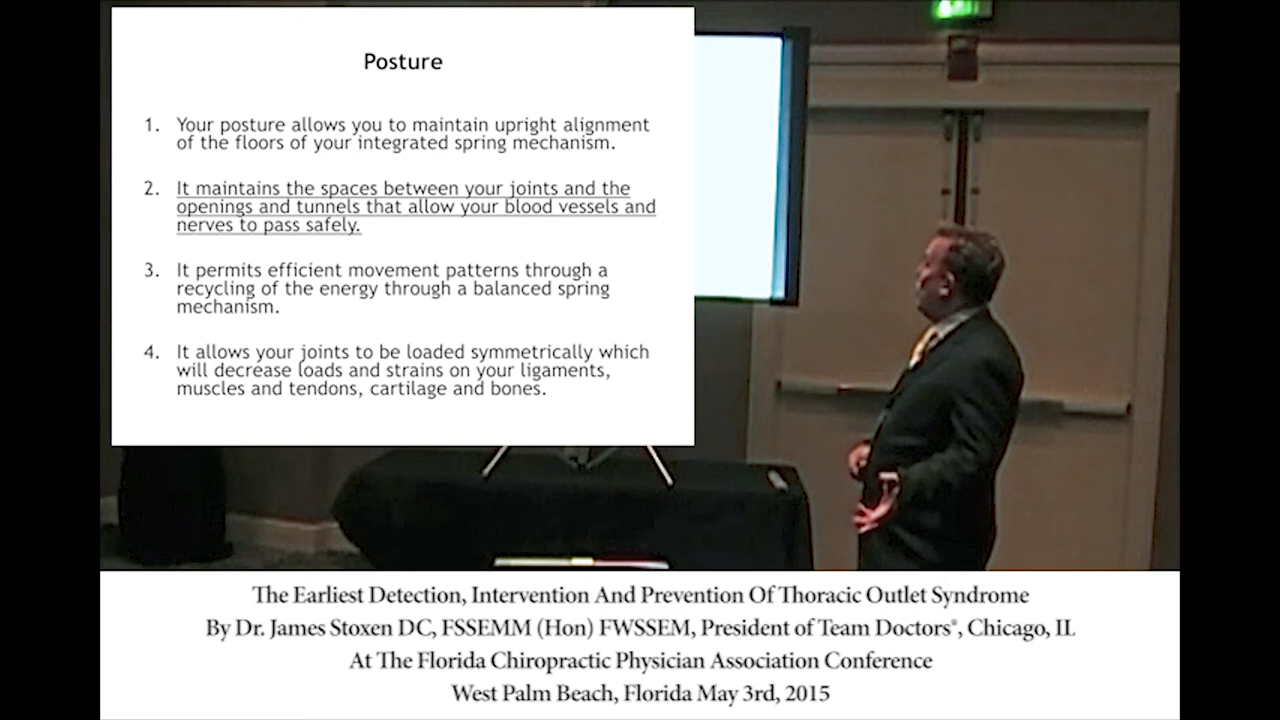 Posture
1. Your posture allows you to maintain upright alignment
of the floors of your integrated spring mechanism.
2. It maintains the spaces between your joints and the
openings and tunnels that allow your blood vessels and
nerves to pass safely.
3. It permits efficient movement patterns through a
recycling of the energy through a balanced spring
mechanism.
4. It allows your joints to be loaded symmetrically which
will decrease loads and strains on your ligaments,
muscles and tendons, cartilage and bones.
The Earliest Detection, Intervention And Prevention Of Thoracic Outlet Syndrome
By Dr. James Stoxen DC, FSSEMM (Hon) FWSSEM, President of Team Doctors®, Chicago, IL
At The Florida Chiropractic Physician Association Conference
West Palm Beach, Florida May 3rd, 2015